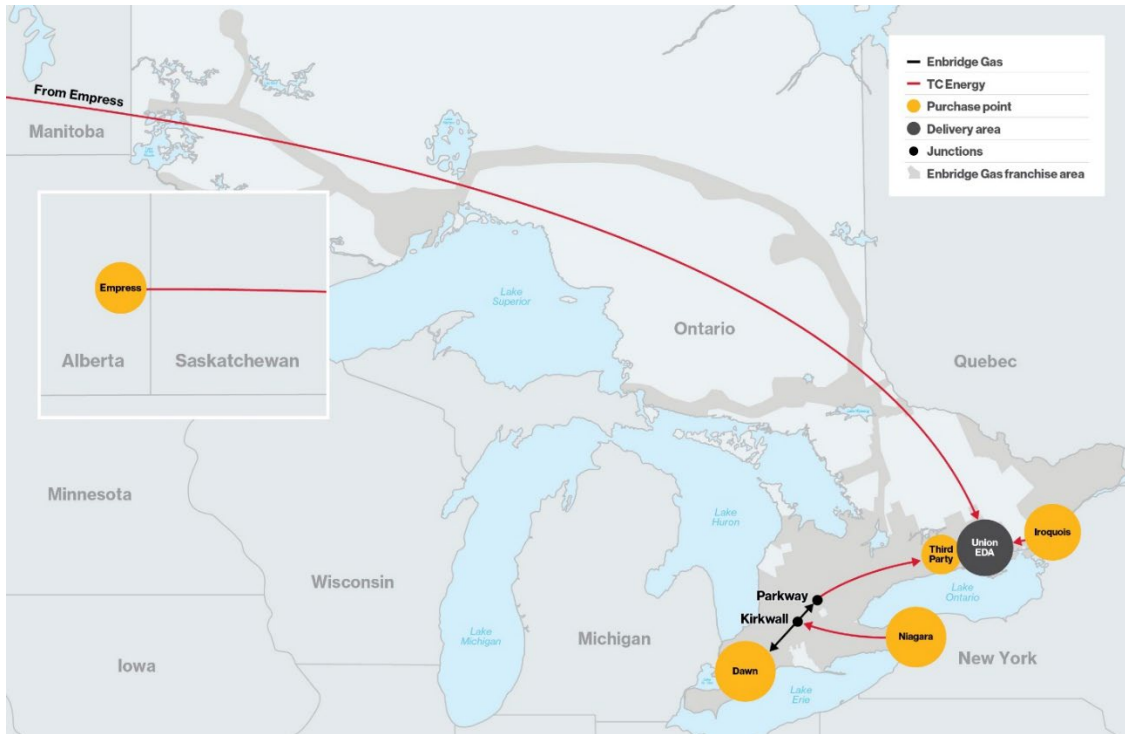 Enbridge Gas
TC Energy
Purchase point
Delivery area
Junctions
Enbridge Gas franchise area
From Empress
Manitoba
Empress
Alberta
Saskatchewan
Lake
Superior
Ontario
Quebec
Minnesota
Lake
Huron
Iroquois
Union
EDA
Third
Party
Wisconsin
Parkway
Lake
Ontario
Kirkwall
Lake
Michigan
Michigan
Niagara
New York
Iowa
Dawn
Lake
Erie